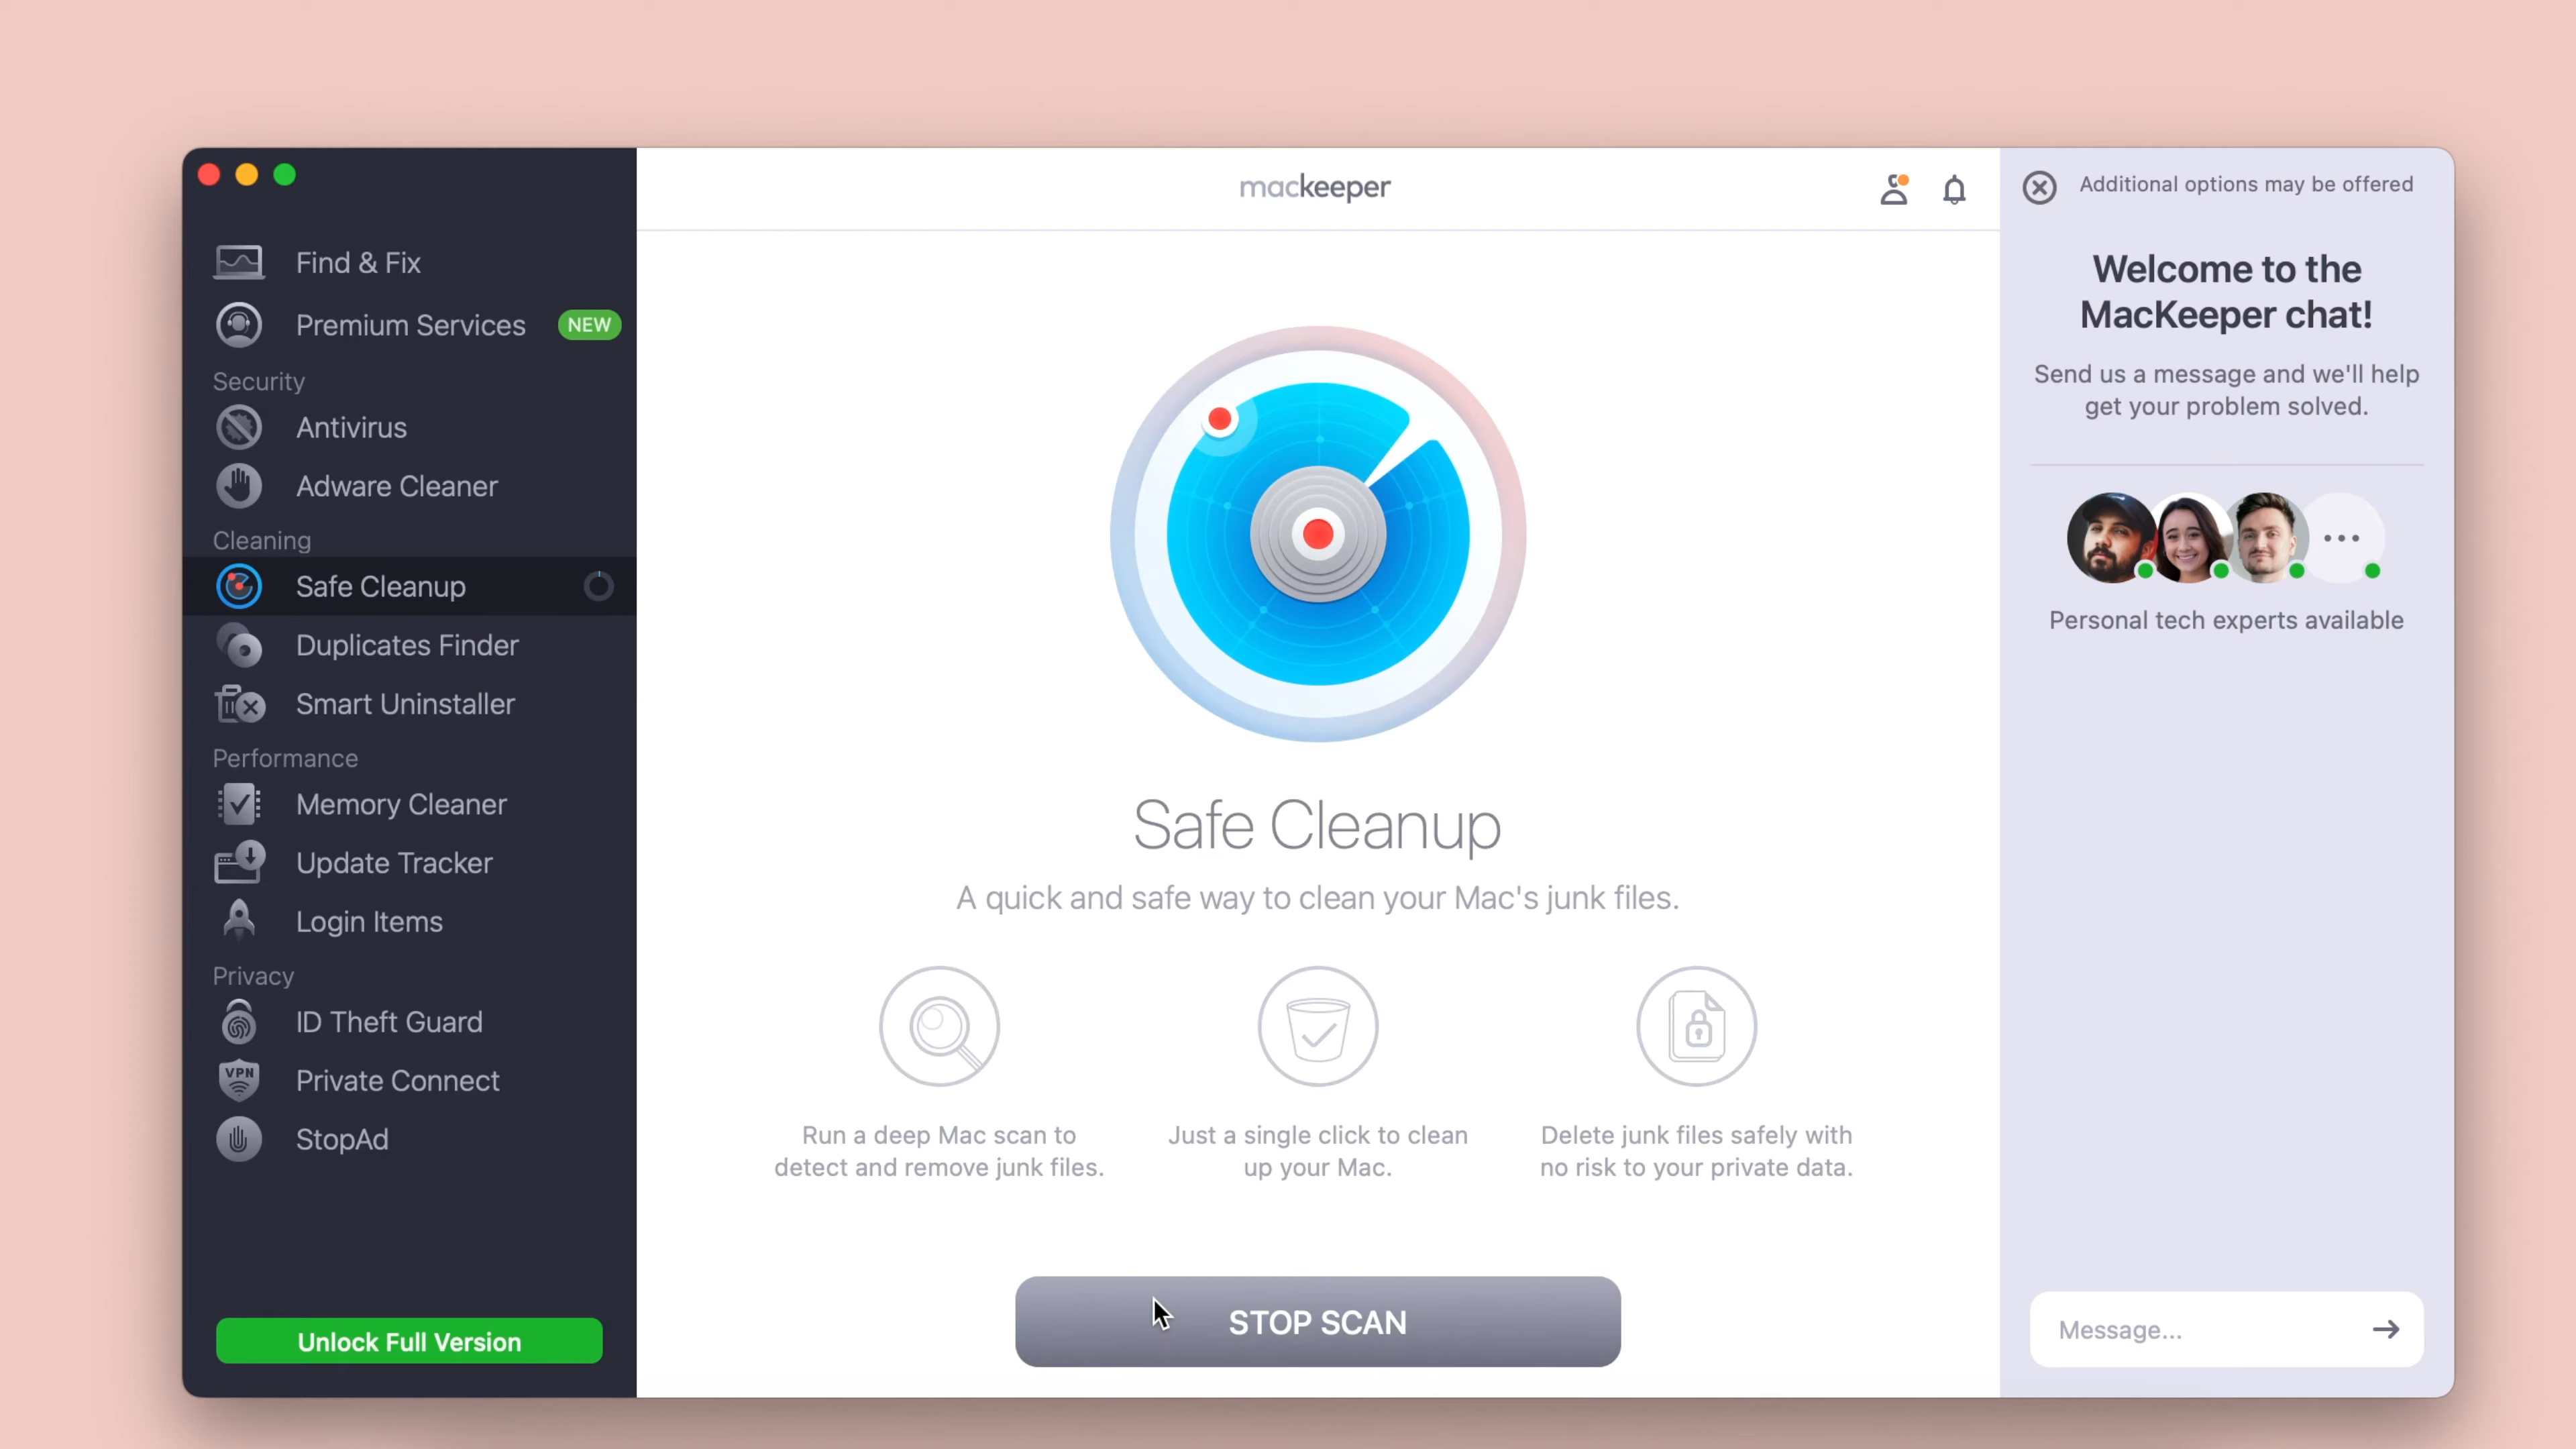 Find & Fix
Premium Services NEW
Security
Antivirus
Adware Cleaner
Cleaning
Safe Cleanup
Duplicates Finder
Smart Uninstaller
Performance
Memory Cleaner
Update Tracker
Login Items
Privacy
ID Theft Guard
VPN
Private Connect
StopAd
Unlock Full Version
mackeeper
Safe Cleanup
A quick and safe way to clean your Mac's junk files.
Run a deep Mac scan to
detect and remove junk files.
Just a single click to clean
up your Mac.
Delete junk files safely with
no risk to your private data.
STOP SCAN
Additional options may be offered
Welcome to the
MacKeeper chat!
Send us a message and we'll help
get your problem solved.
Personal tech experts available
Message...